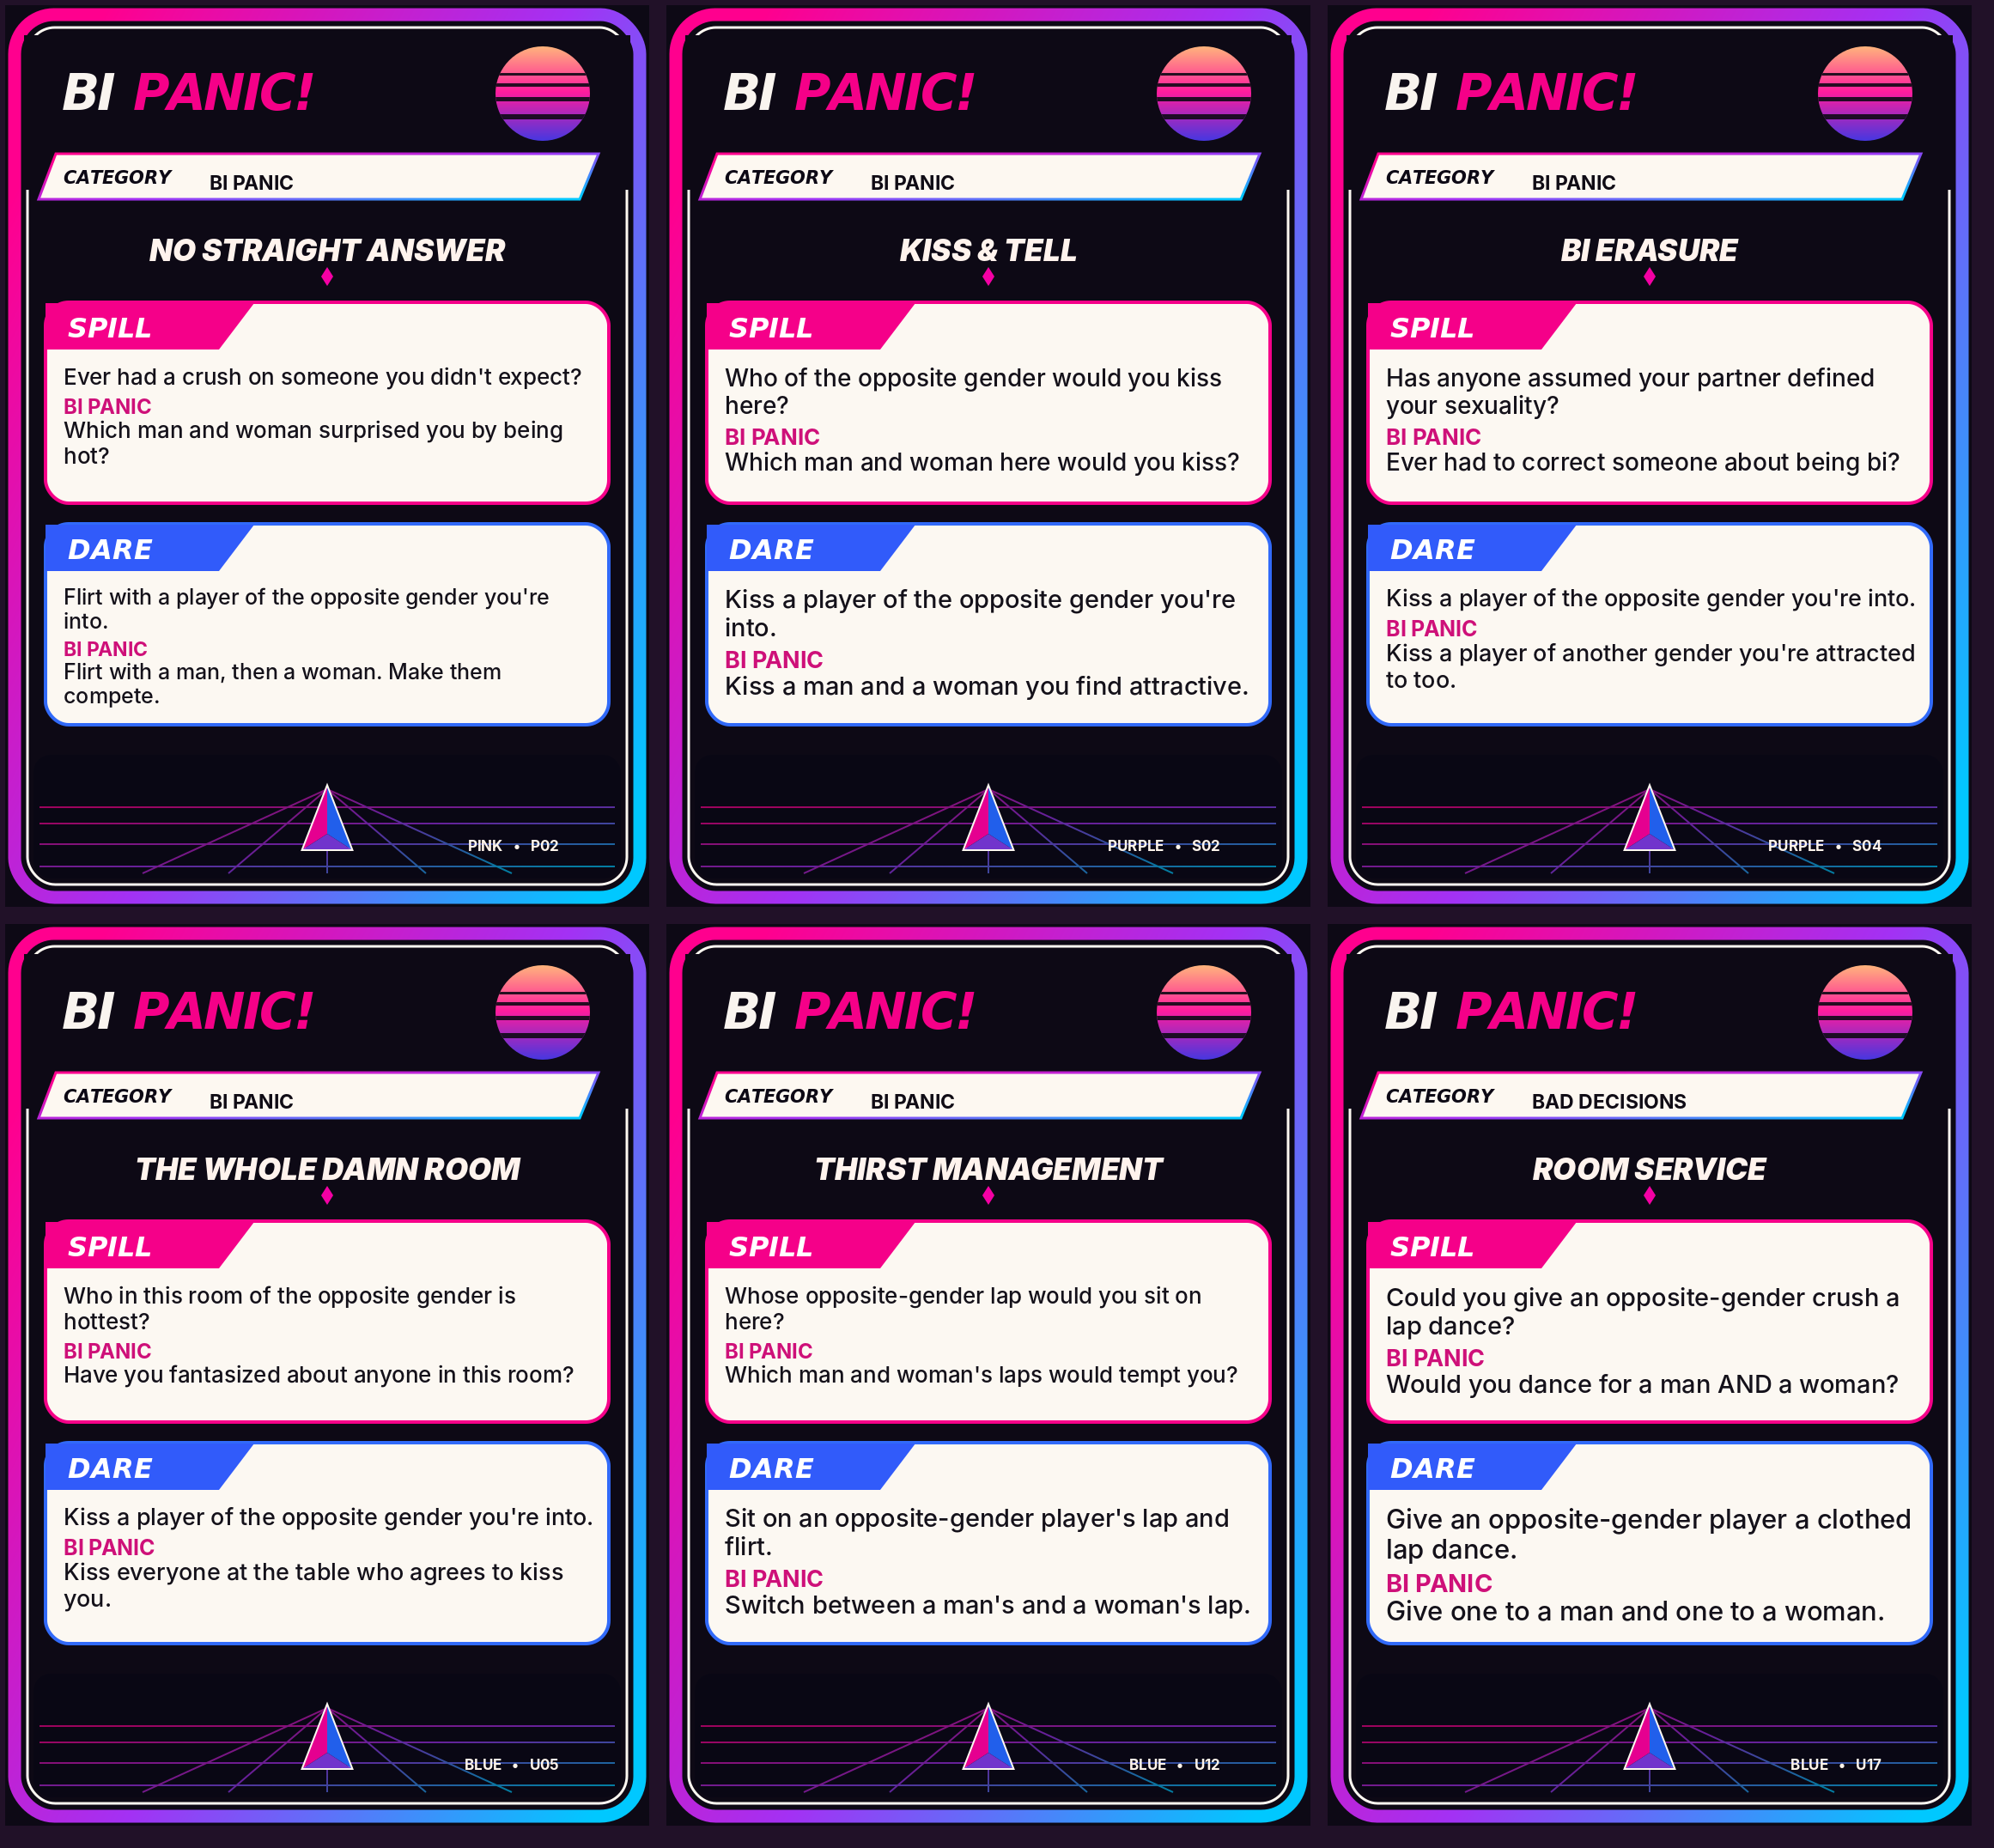 BI PANIC!
CATEGORY BI PANIC
NO STRAIGHT ANSWER
SPILL
Ever had a crush on someone you didn't expect?
BI PANIC
Which man and woman surprised you by being
hot?
DARE
Flirt with a player of the opposite gender you're
into.
BI PANIC
Flirt with a man, then a woman. Make them
compete.
PINK • P02
BI PANIC!
CATEGORY BI PANIC
KISS & TELL
SPILL
Who of the opposite gender would you kiss
here?
BI PANIC
Which man and woman here would you kiss?
DARE
Kiss a player of the opposite gender you're
into.
BI PANIC
Kiss a man and a woman you find attractive.
PURPLE • S02
BI PANIC!
CATEGORY BI PANIC
BI ERASURE
SPILL
Has anyone assumed your partner defined
your sexuality?
BI PANIC
Ever had to correct someone about being bi?
DARE
Kiss a player of the opposite gender you're into.
BI PANIC
Kiss a player of another gender you're attracted
to too.
PURPLE • S04
BI PANIC!
CATEGORY BI PANIC
THE WHOLE DAMN ROOM
SPILL
Who in this room of the opposite gender is
hottest?
BI PANIC
Have you fantasized about anyone in this room?
DARE
Kiss a player of the opposite gender you're into.
BI PANIC
Kiss everyone at the table who agrees to kiss
you.
BLUE • U05
BI PANIC!
CATEGORY BI PANIC
THIRST MANAGEMENT
SPILL
Whose opposite-gender lap would you sit on
here?
BI PANIC
Which man and woman's laps would tempt you?
DARE
Sit on an opposite-gender player's lap and
flirt.
BI PANIC
Switch between a man's and a woman's lap.
BLUE • U12
BI PANIC!
CATEGORY BAD DECISIONS
ROOM SERVICE
SPILL
Could you give an opposite-gender crush a
lap dance?
BI PANIC
Would you dance for a man AND a woman?
DARE
Give an opposite-gender player a clothed
lap dance.
BI PANIC
Give one to a man and one to a woman.
BLUE • U17